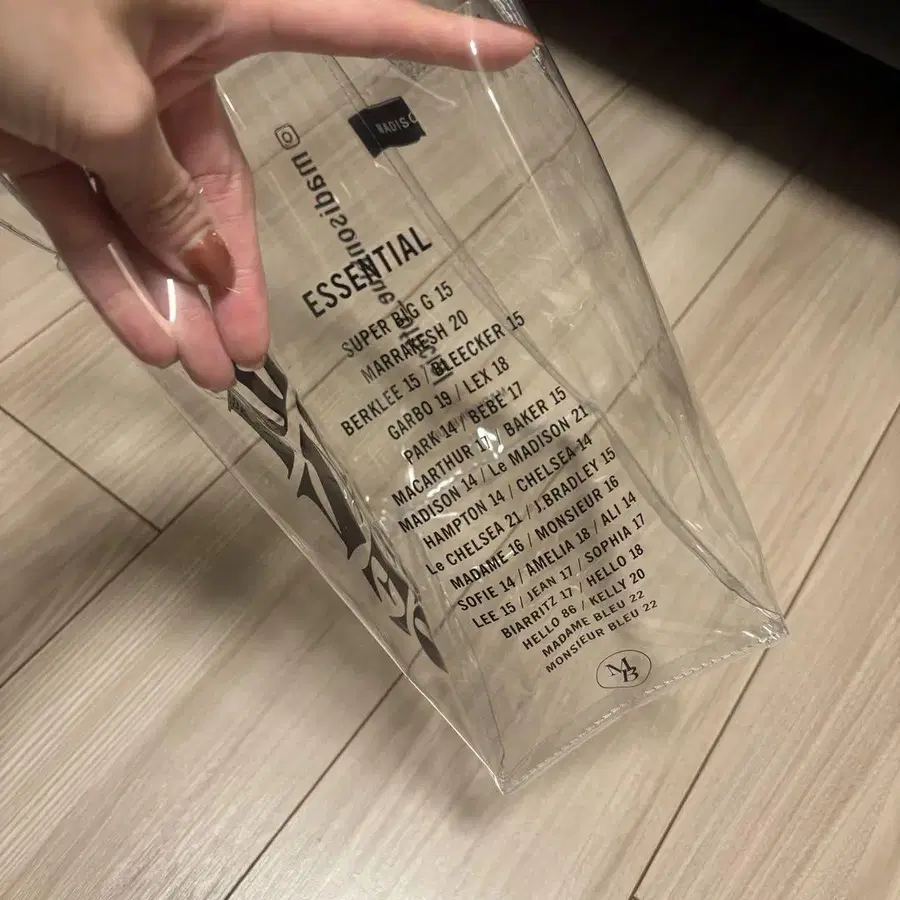 MADISO
ESSENTIAL
SUPER BIG G 15
MARRAKESH 20
BERKLEE 15 / BLEECKER 15
GARBO 19 / LEX 18
PARK 14 / BEBE 17
MACARTHUR 17 / BAKER 15
MADISON 14 / Le MADISON 21
HAMPTON 14 / CHELSEA 14
Le CHELSEA 21 / J.BRADLEY 15
MADAME 16 / MONSIEUR 16
SOFIE 14 / AMELIA 18 / ALI 14
LEE 15 / JEAN 17 / SOPHIA 17
BIARRITZ 17 / HELLO 18
HELLO 86 / KELLY 20
MADAME BLEU 22
MONSIEUR BLEU 22
MB